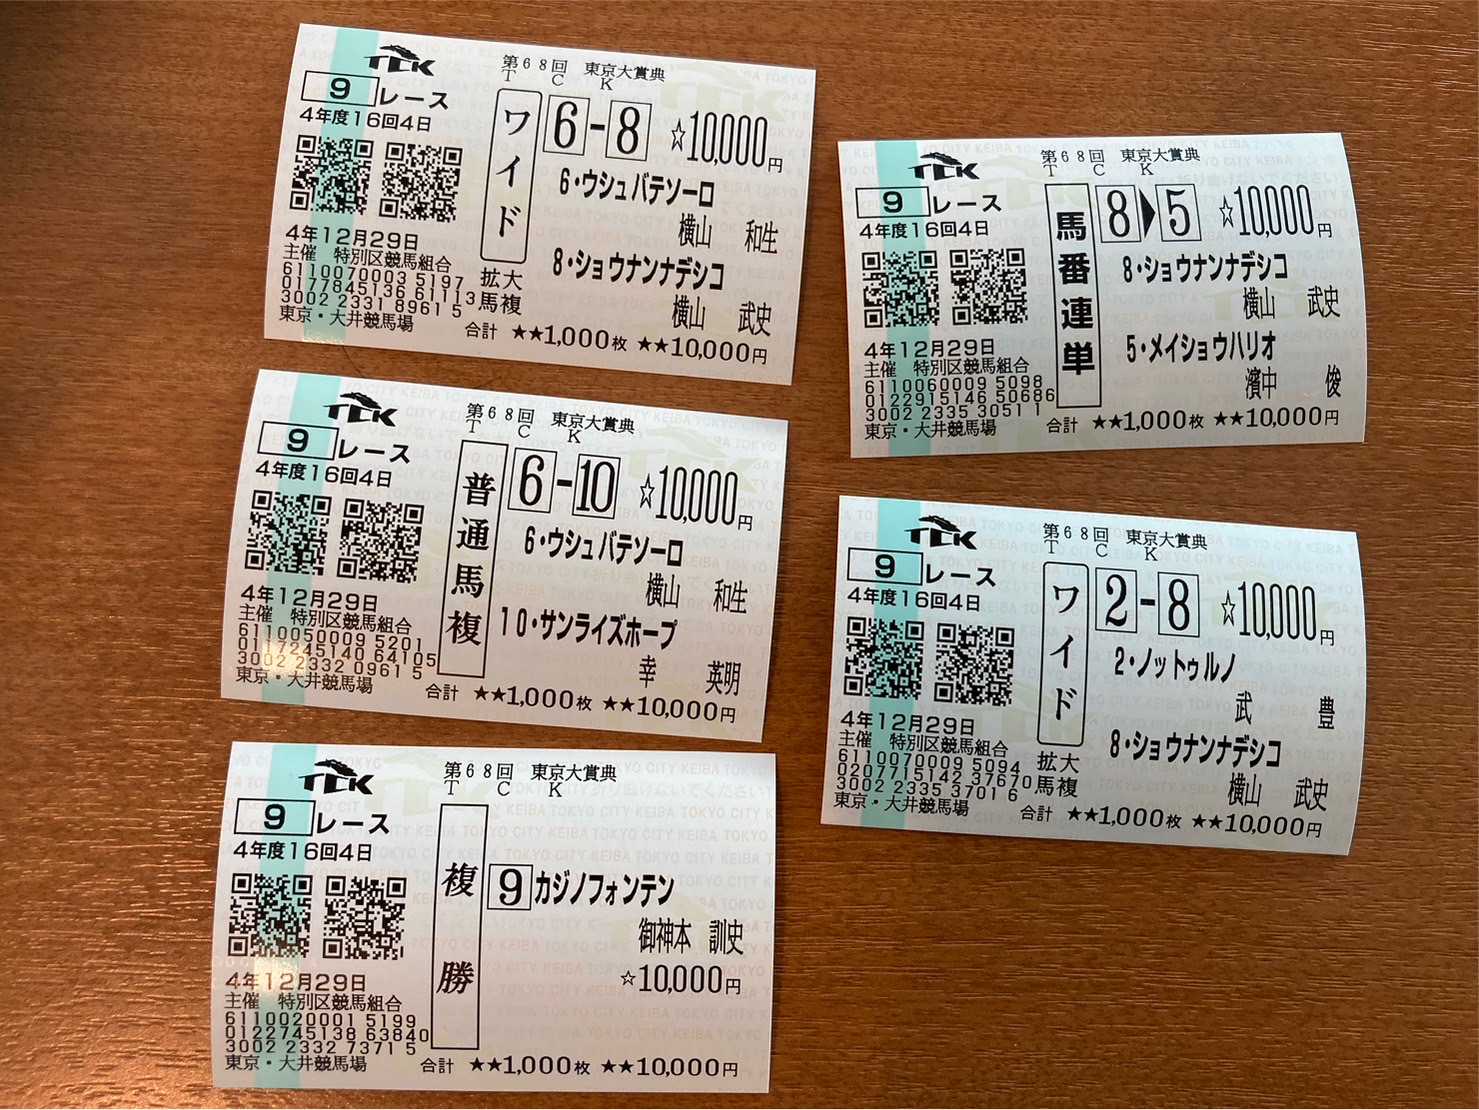 TCK
第68回 東京大賞典
T C K
9レース
4年度16回4日
ワイド
拡大馬複
6-8 ☆10,000円
6・ウシュバテソーロ
横山 和生
8・ショウナンナデシコ
横山 武史
4年12月29日
主催 特別区競馬組合
6110070003 5197
0177845136 61113
3002 2331 8961 5
東京・大井競馬場
合計 ★★1,000枚 ★★10,000円
TCK
第68回 東京大賞典
T C K
9レース
4年度16回4日
普通馬複
6-10 ☆10,000円
6・ウシュバテソーロ
横山 和生
10・サンライズホープ
幸 英明
4年12月29日
主催 特別区競馬組合
6110050009 5201
0117245140 64105
3002 2332 0961 5
東京・大井競馬場
合計 ★★1,000枚 ★★10,000円
TCK
第68回 東京大賞典
T C K
9レース
4年度16回4日
複勝
9カジノフォンテン
御神本 訓史
☆10,000円
4年12月29日
主催 特別区競馬組合
6110020001 5199
0122745138 63840
3002 2332 7371 5
東京・大井競馬場
合計 ★★1,000枚 ★★10,000円
TCK
第68回 東京大賞典
T C K
9レース
4年度16回4日
馬番連単
8▶5 ☆10,000円
8・ショウナンナデシコ
横山 武史
5・メイショウハリオ
濱中 俊
4年12月29日
主催 特別区競馬組合
6110060009 5098
0122915146 50686
3002 2335 3051 1
東京・大井競馬場
合計 ★★1,000枚 ★★10,000円
TCK
第68回 東京大賞典
T C K
9レース
4年度16回4日
ワイド
拡大馬複
2-8 ☆10,000円
2・ノットゥルノ
武 豊
8・ショウナンナデシコ
横山 武史
4年12月29日
主催 特別区競馬組合
6110070009 5094
0207715142 37670
3002 2335 3701 6
東京・大井競馬場
合計 ★★1,000枚 ★★10,000円